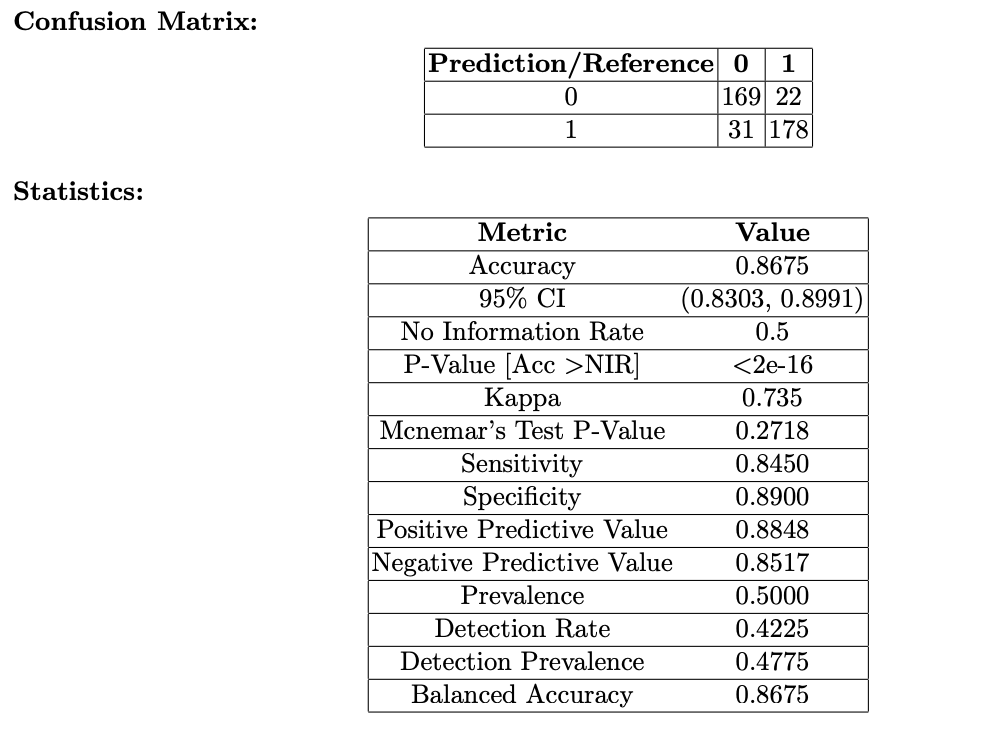 Confusion Matrix:
Prediction/Reference 0 1
0 169 22
1 31 178
Statistics:
Metric Value
Accuracy 0.8675
95% CI (0.8303, 0.8991)
No Information Rate 0.5
P-Value [Acc >NIR] <2e-16
Kappa 0.735
Mcnemar's Test P-Value 0.2718
Sensitivity 0.8450
Specificity 0.8900
Positive Predictive Value 0.8848
Negative Predictive Value 0.8517
Prevalence 0.5000
Detection Rate 0.4225
Detection Prevalence 0.4775
Balanced Accuracy 0.8675